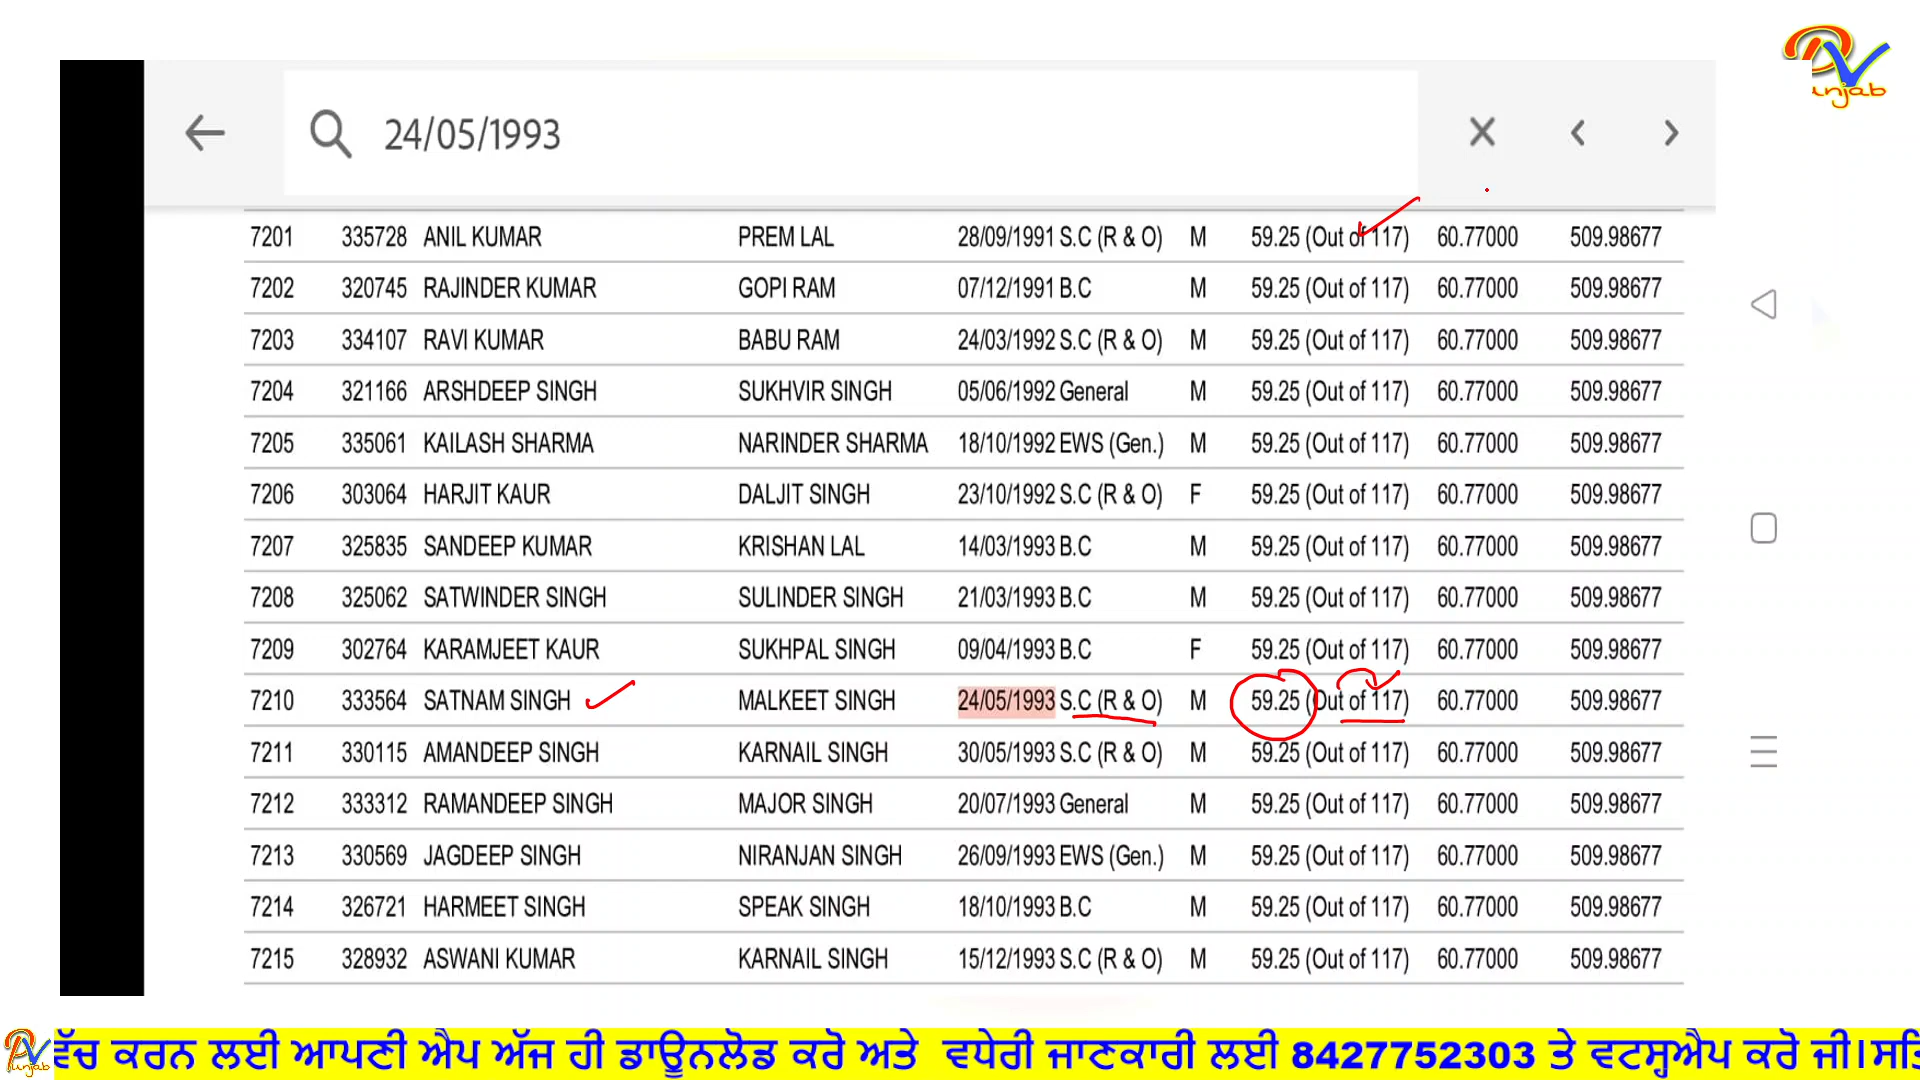 PV
unjab
24/05/1993
7201 335728 ANIL KUMAR PREM LAL 28/09/1991 S.C (R & O) M 59.25 (Out of 117) 60.77000 509.98677
7202 320745 RAJINDER KUMAR GOPI RAM 07/12/1991 B.C M 59.25 (Out of 117) 60.77000 509.98677
7203 334107 RAVI KUMAR BABU RAM 24/03/1992 S.C (R & O) M 59.25 (Out of 117) 60.77000 509.98677
7204 321166 ARSHDEEP SINGH SUKHVIR SINGH 05/06/1992 General M 59.25 (Out of 117) 60.77000 509.98677
7205 335061 KAILASH SHARMA NARINDER SHARMA 18/10/1992 EWS (Gen.) M 59.25 (Out of 117) 60.77000 509.98677
7206 303064 HARJIT KAUR DALJIT SINGH 23/10/1992 S.C (R & O) F 59.25 (Out of 117) 60.77000 509.98677
7207 325835 SANDEEP KUMAR KRISHAN LAL 14/03/1993 B.C M 59.25 (Out of 117) 60.77000 509.98677
7208 325062 SATWINDER SINGH SULINDER SINGH 21/03/1993 B.C M 59.25 (Out of 117) 60.77000 509.98677
7209 302764 KARAMJEET KAUR SUKHPAL SINGH 09/04/1993 B.C F 59.25 (Out of 117) 60.77000 509.98677
7210 333564 SATNAM SINGH MALKEET SINGH 24/05/1993 S.C (R & O) M 59.25 (Out of 117) 60.77000 509.98677
7211 330115 AMANDEEP SINGH KARNAIL SINGH 30/05/1993 S.C (R & O) M 59.25 (Out of 117) 60.77000 509.98677
7212 333312 RAMANDEEP SINGH MAJOR SINGH 20/07/1993 General M 59.25 (Out of 117) 60.77000 509.98677
7213 330569 JAGDEEP SINGH NIRANJAN SINGH 26/09/1993 EWS (Gen.) M 59.25 (Out of 117) 60.77000 509.98677
7214 326721 HARMEET SINGH SPEAK SINGH 18/10/1993 B.C M 59.25 (Out of 117) 60.77000 509.98677
7215 328932 ASWANI KUMAR KARNAIL SINGH 15/12/1993 S.C (R & O) M 59.25 (Out of 117) 60.77000 509.98677
ਵੱਚ ਕਰਨ ਲਈ ਆਪਣੀ ਐਪ ਅੱਜ ਹੀ ਡਾਊਨਲੋਡ ਕਰੋ ਅਤੇ ਵਧੇਰੀ ਜਾਣਕਾਰੀ ਲਈ 8427752303 ਤੇ ਵਟਸ੍ਹਐਪ ਕਰੋ ਜੀ।